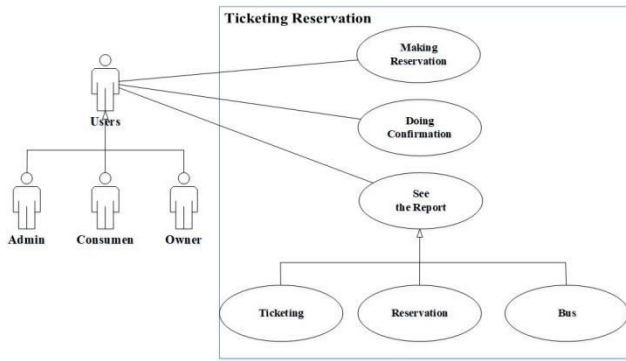 Ticketing Reservation
Making
Reservation
Users
Doing
Confirmation
See
the Report
Admin
Consumen
Owner
Ticketing
Reservation
Bus